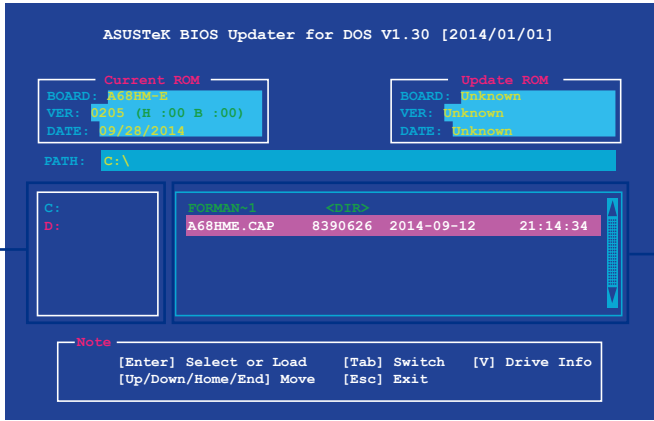 ASUSTeK BIOS Updater for DOS V1.30 [2014/01/01]
Current ROM
BOARD: A68HM-E
VER: 0205 (H :00 B :00)
DATE: 09/28/2014
Update ROM
BOARD: Unknown
VER: Unknown
DATE: Unknown
PATH: C:\
C:
D:
FORMAN~1 <DIR>
A68HME.CAP 8390626 2014-09-12 21:14:34
Note
[Enter] Select or Load [Tab] Switch [V] Drive Info
[Up/Down/Home/End] Move [Esc] Exit